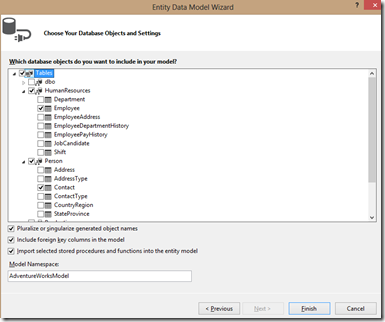 Entity Data Model Wizard
Choose Your Database Objects and Settings
Which database objects do you want to include in your model?
Tables
dbo
HumanResources
Department
Employee
EmployeeAddress
EmployeeDepartmentHistory
EmployeePayHistory
JobCandidate
Shift
Person
Address
AddressType
Contact
ContactType
CountryRegion
StateProvince
Pluralize or singularize generated object names
Include foreign key columns in the model
Import selected stored procedures and functions into the entity model
Model Namespace:
AdventureWorksModel
< Previous
Next >
Finish
Cancel